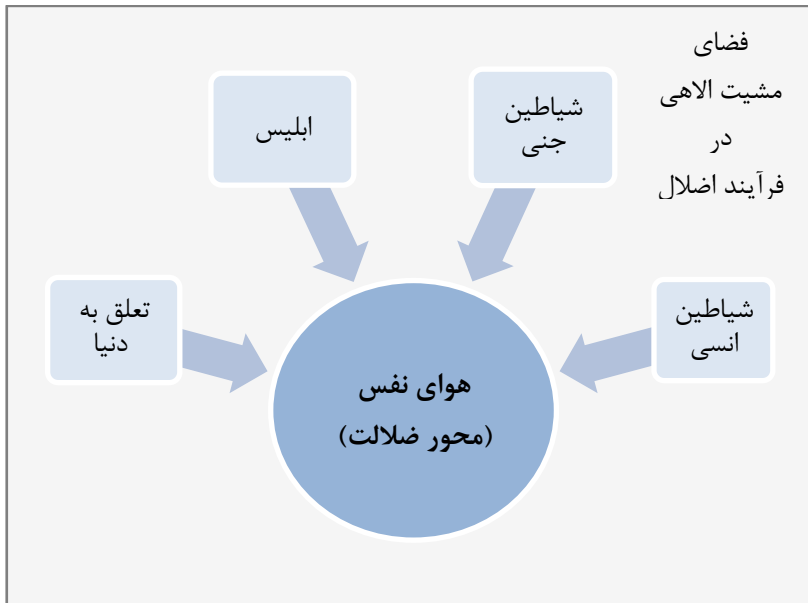 فضای
مشیت الاهی
در
فرآیند اضلال
شیاطین
جنی
ابلیس
شیاطین
انسی
تعلق به
دنیا
هوای نفس
(محور ضلالت)